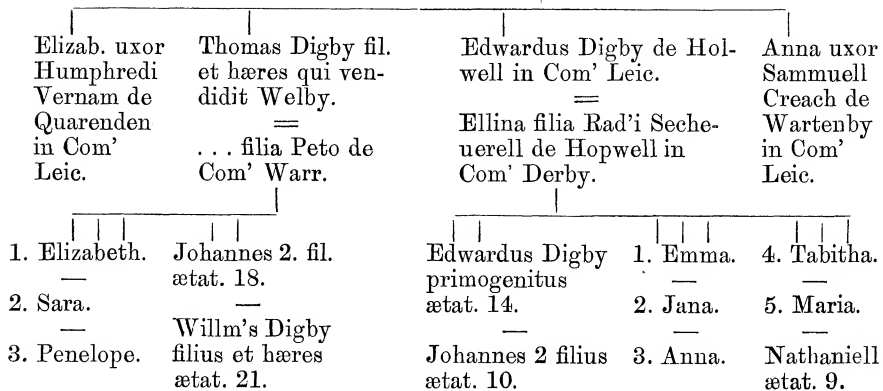 Elizab. uxor
Humphredi
Vernam de
Quarenden
in Com'
Leic.
Thomas Digby fil.
et hæres qui ven-
didit Welby.
=
. . . filia Peto de
Com' Warr.
Edwardus Digby de Hol-
well in Com' Leic.
=
Ellina filia Rad'i Seche-
uerell de Hopwell in
Com' Derby.
Anna uxor
Sammuell
Creach de
Wartenby
in Com'
Leic.
1. Elizabeth.
—
2. Sara.
—
3. Penelope.
Johannes 2. fil.
ætat. 18.
—
Willm's Digby
filius et hæres
ætat. 21.
Edwardus Digby
primogenitus
ætat. 14.
—
Johannes 2 filius
ætat. 10.
1. Emma.
—
2. Jana.
—
3. Anna.
4. Tabitha.
—
5. Maria.
—
Nathaniell
ætat. 9.